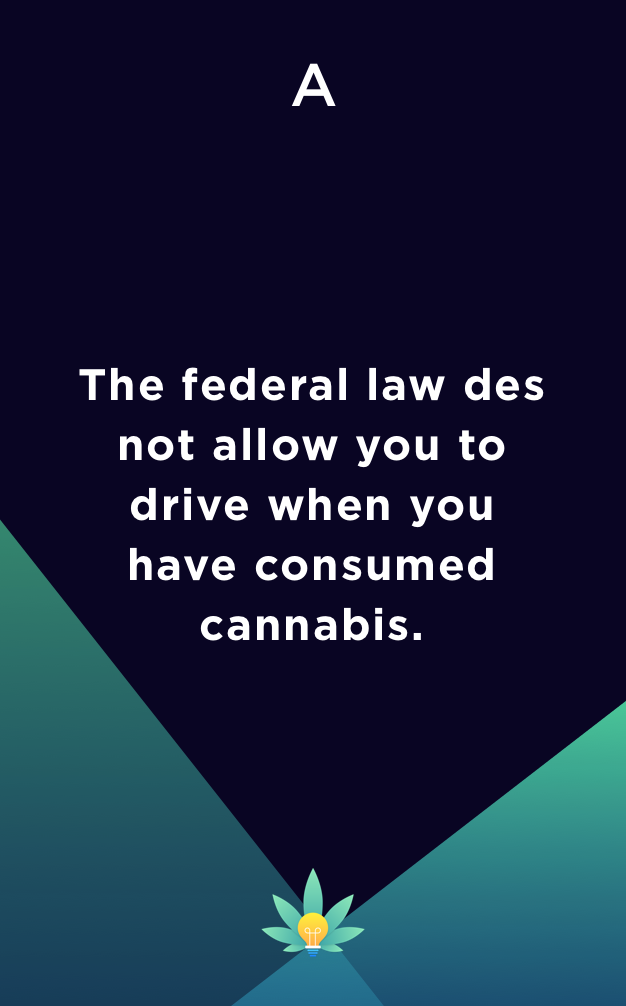 A
The federal law des
not allow you to
drive when you
have consumed
cannabis.